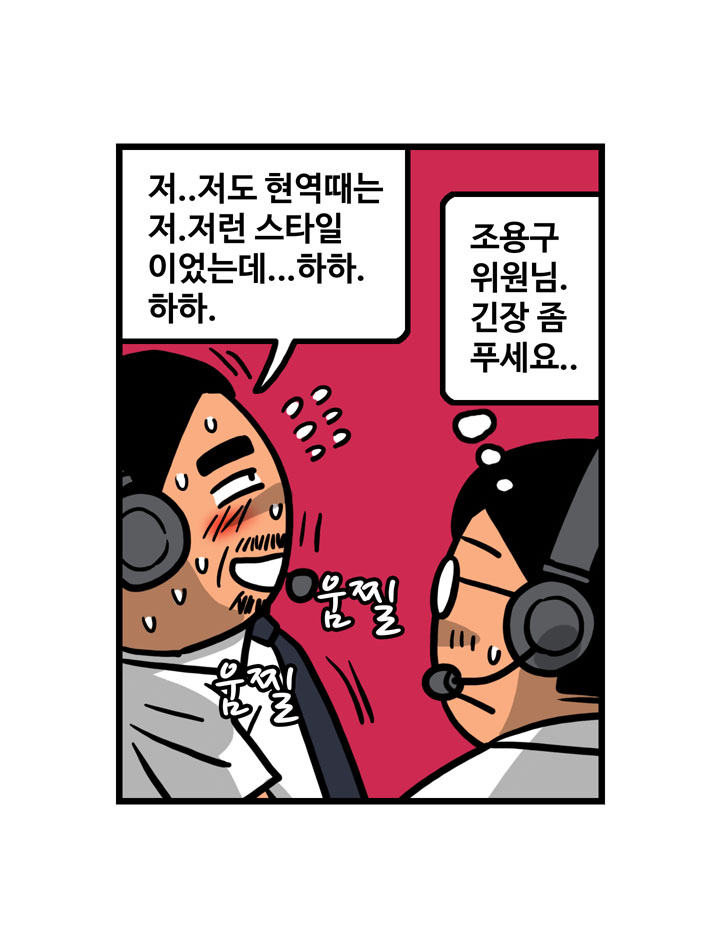 저..저도 현역때는
저.저런 스타일
이었는데...하하.
하하.
조용구
위원님.
긴장 좀
푸세요..
움찔
움찔